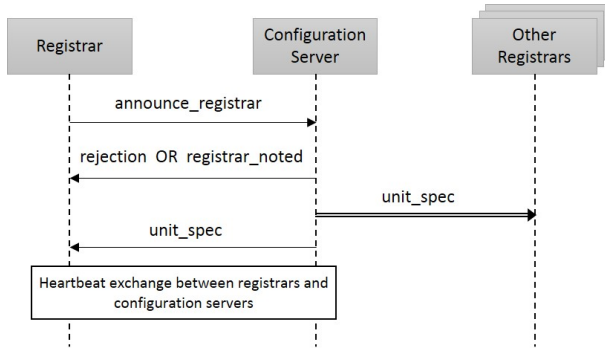 Registrar
Configuration
Server
Other
Registrars
announce_registrar
rejection OR registrar_noted
unit_spec
unit_spec
Heartbeat exchange between registrars and
configuration servers